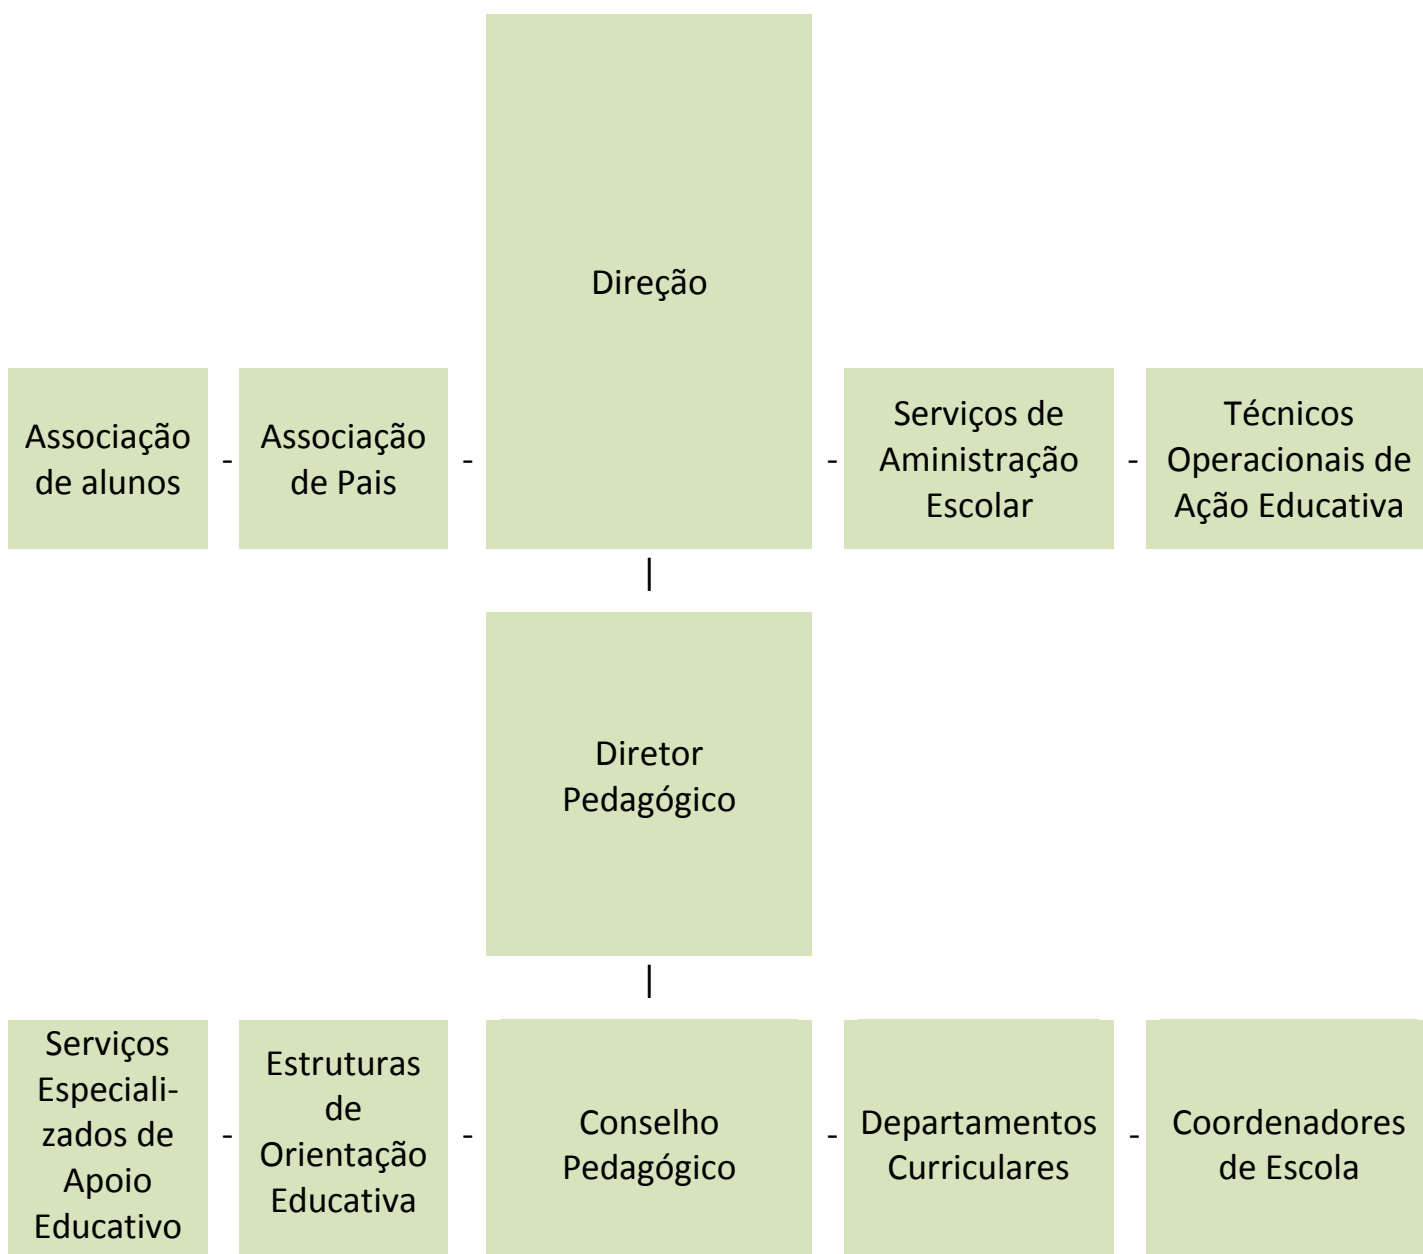 Direção
Associação
de alunos
-
Associação
de Pais
-
-
Serviços de
Aministração
Escolar
-
Técnicos
Operacionais de
Ação Educativa
|
Diretor
Pedagógico
|
Serviços
Especiali-
zados de
Apoio
Educativo
-
Estruturas
de
Orientação
Educativa
-
Conselho
Pedagógico
-
Departamentos
Curriculares
-
Coordenadores
de Escola